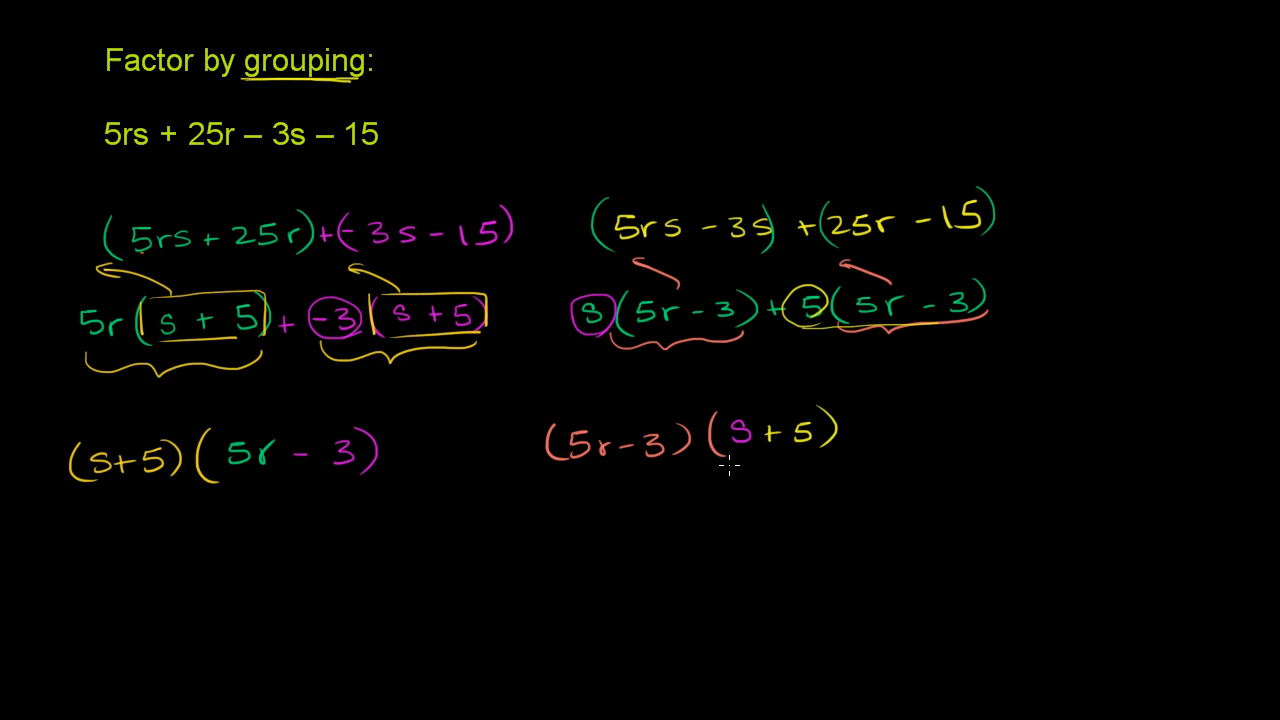 Factor by grouping:
5rs + 25r – 3s – 15
(5rs + 25r) + (- 3s - 15)
5r(s + 5) + -3(s + 5)
(s+5)(5r - 3)
(5rs - 3s) + (25r - 15)
s(5r - 3) + 5(5r - 3)
(5r - 3)(s + 5)